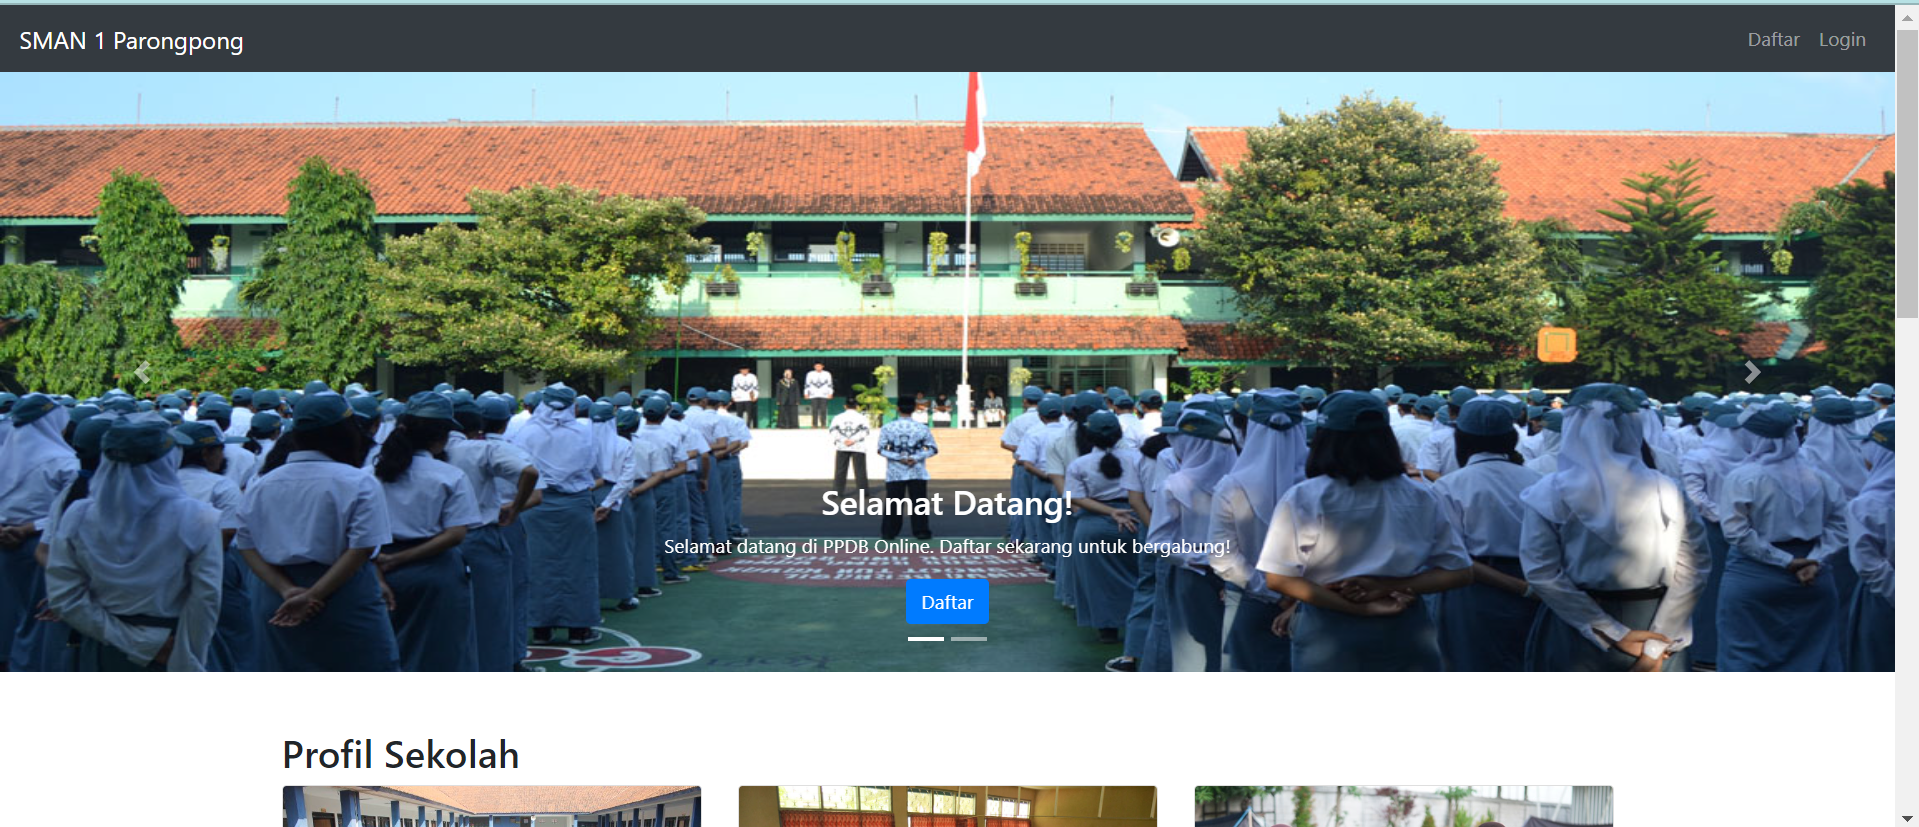 SMAN 1 Parongpong
Daftar
Login
Selamat Datang!
Selamat datang di PPDB Online. Daftar sekarang untuk bergabung!
Daftar
Profil Sekolah